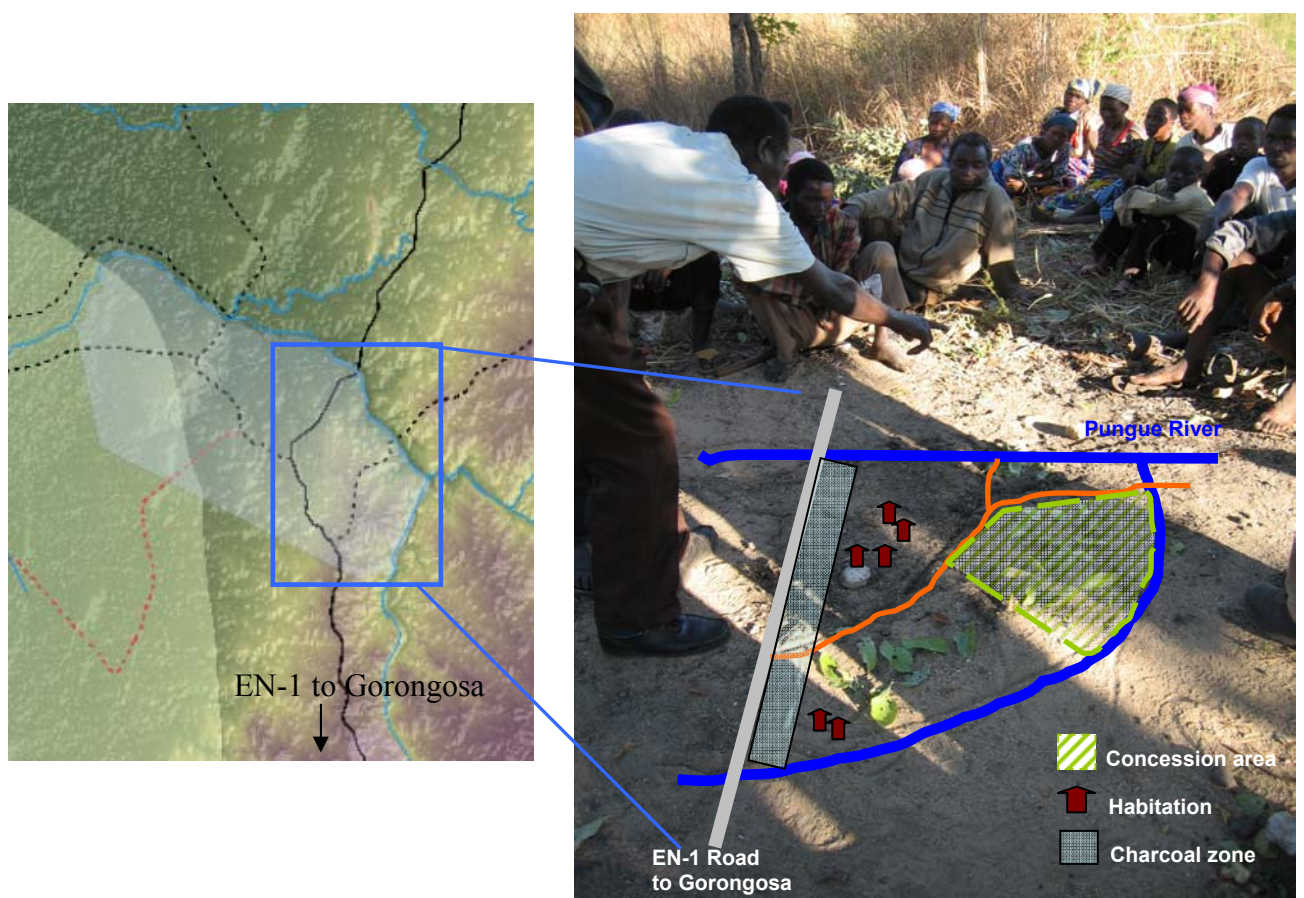 EN-1 to Gorongosa
Pungue River
Concession area
Habitation
Charcoal zone
EN-1 Road
to Gorongosa